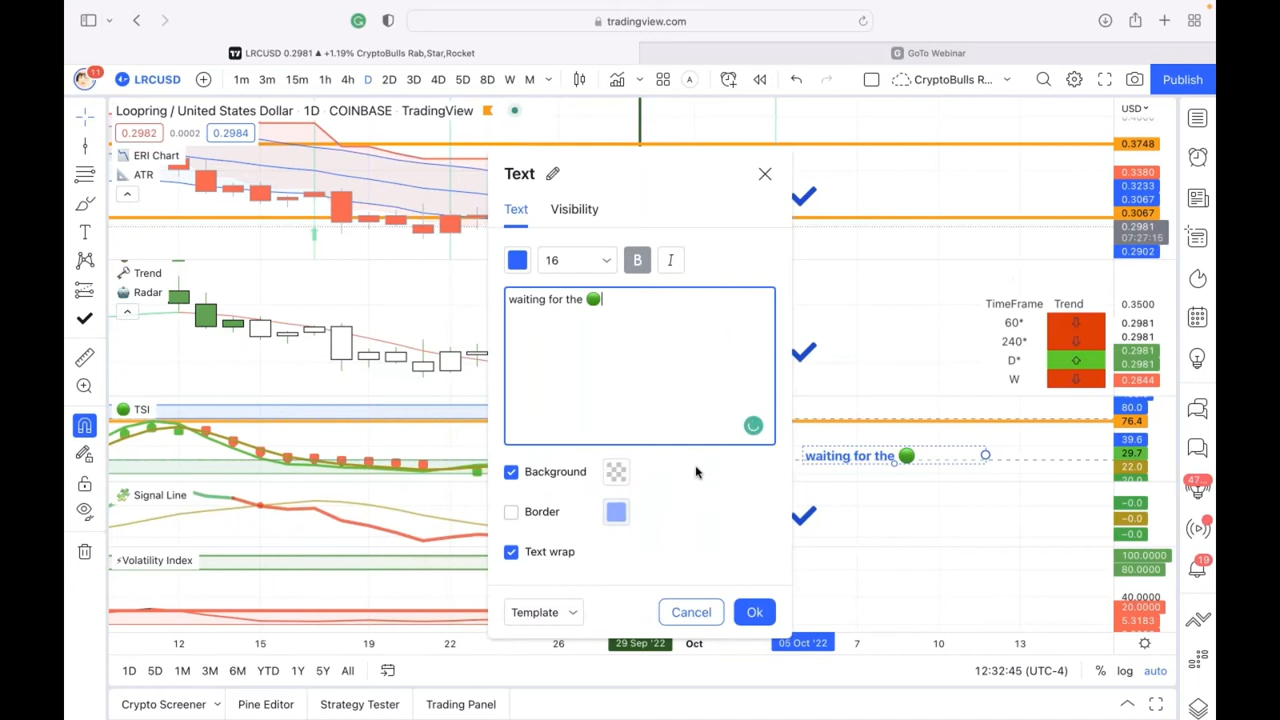 tradingview.com
LRCUSD 0.2981 ▲ +1.19% CryptoBulls Rab,Star,Rocket
GoTo Webinar
11
LRCUSD
1m 3m 15m 1h 4h D 2D 3D 4D 5D 8D W M
A
CryptoBulls R...
Publish
Loopring / United States Dollar · 1D · COINBASE · TradingView
USD
0.2982 0.0002 0.2984
ERI Chart
ATR
0.3748
0.3380
0.3233
0.3067
0.3067
0.2981
07:27:15
0.2902
Trend
Radar
TimeFrame Trend
60*
240*
D*
W
0.3500
0.2981
0.2981
0.2981
0.2844
TSI
80.0
76.4
39.6
29.7
22.0
20.0
waiting for the 🟢
Signal Line
−0.0
−0.0
−0.0
⚡Volatility Index
100.0000
80.0000
40.0000
20.0000
5.3183
Text
Text Visibility
16
B I
waiting for the 🟢
Background
Border
Text wrap
Template
Cancel
Ok
12 15 19 22 26 29 Sep '22 Oct 05 Oct '22 7 10 13
1D 5D 1M 3M 6M YTD 1Y 5Y All
12:32:45 (UTC-4)
% log auto
Crypto Screener Pine Editor Strategy Tester Trading Panel
47...
19